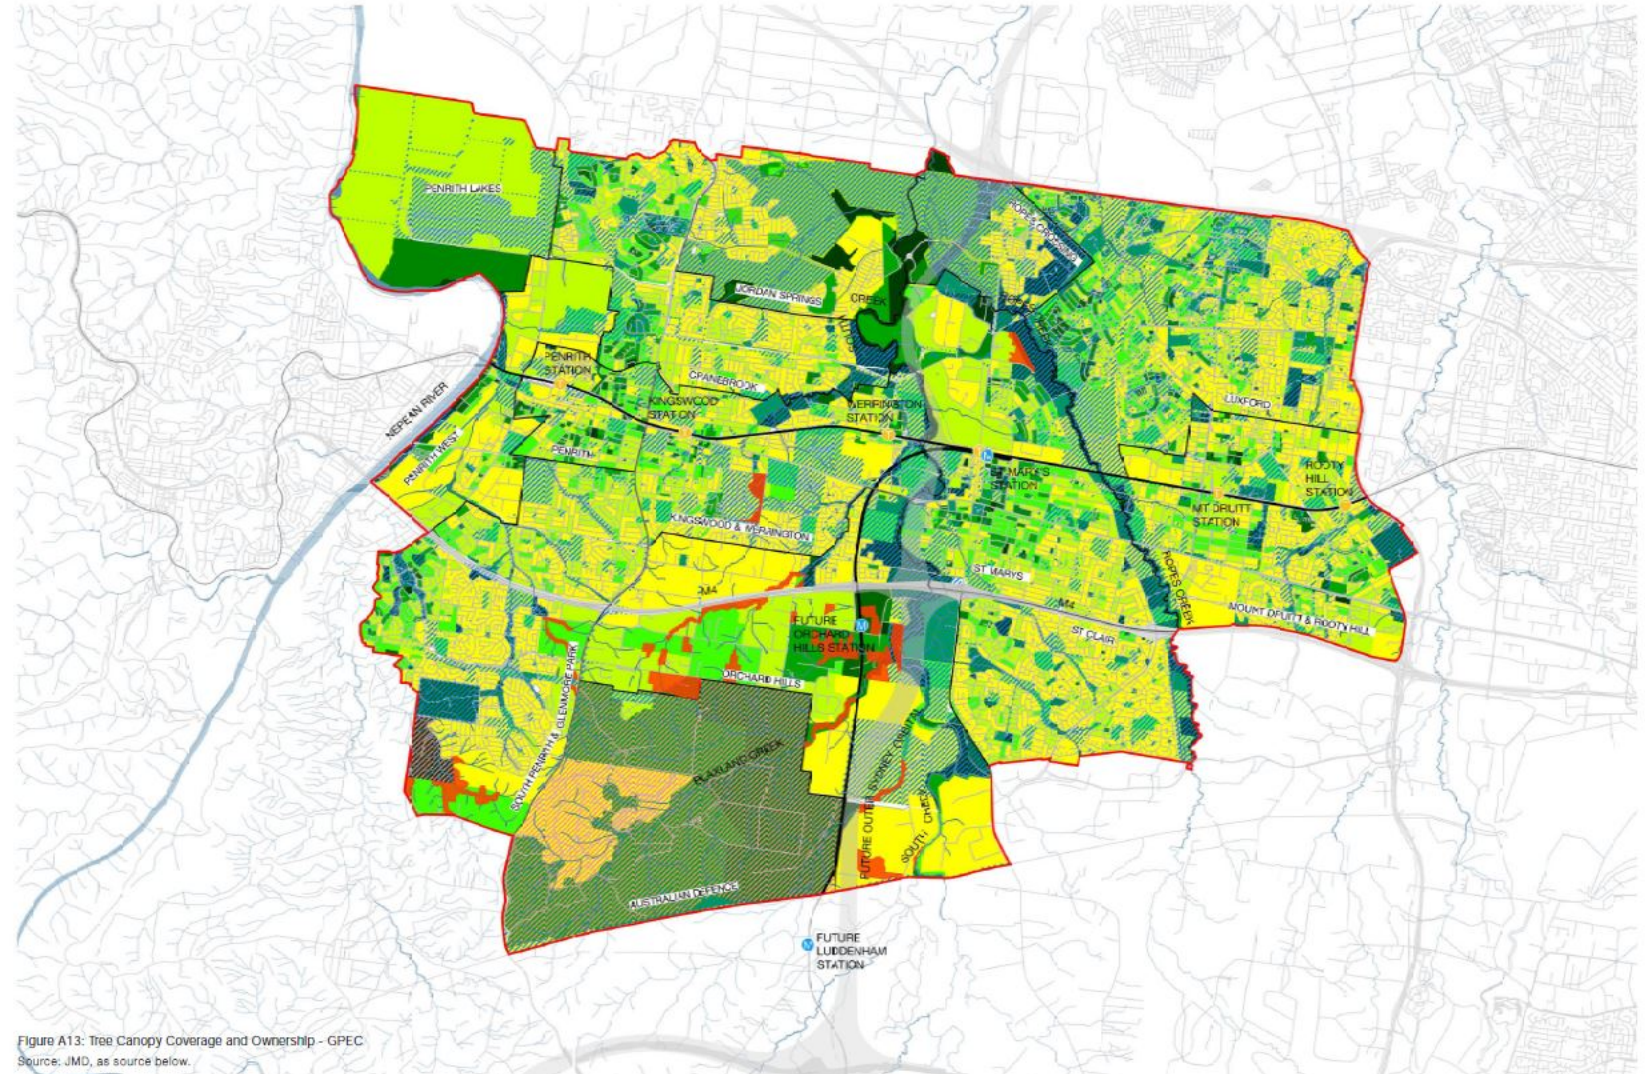 PENRITH LAKES
ROPES CROSSING
JORDAN SPRINGS
CREEK
SOUTH
ROPES CREEK
PENRITH
STATION
CRANEBROOK
KINGSWOOD
STATION
WERRINGTON
STATION
LUXFORD
NEPEAN RIVER
PENRITH WEST
PENRITH
ST MARYS
STATION
ROOTY
HILL
STATION
MT DRUITT
STATION
KINGSWOOD & WERRINGTON
ST MARYS
ROPES CREEK
M4
M4
MOUNT DRUITT & ROOTY HILL
ST CLAIR
FUTURE
ORCHARD
HILLS STATION
ORCHARD HILLS
SOUTH PENRITH & GLENMORE PARK
BLAXLAND CREEK
FUTURE OUTER SYDNEY ORBITAL
SOUTH CREEK
AUSTRALIAN DEFENCE
FUTURE
LUDDENHAM
STATION
Figure A13: Tree Canopy Coverage and Ownership - GPEC
Source: JMD, as source below.